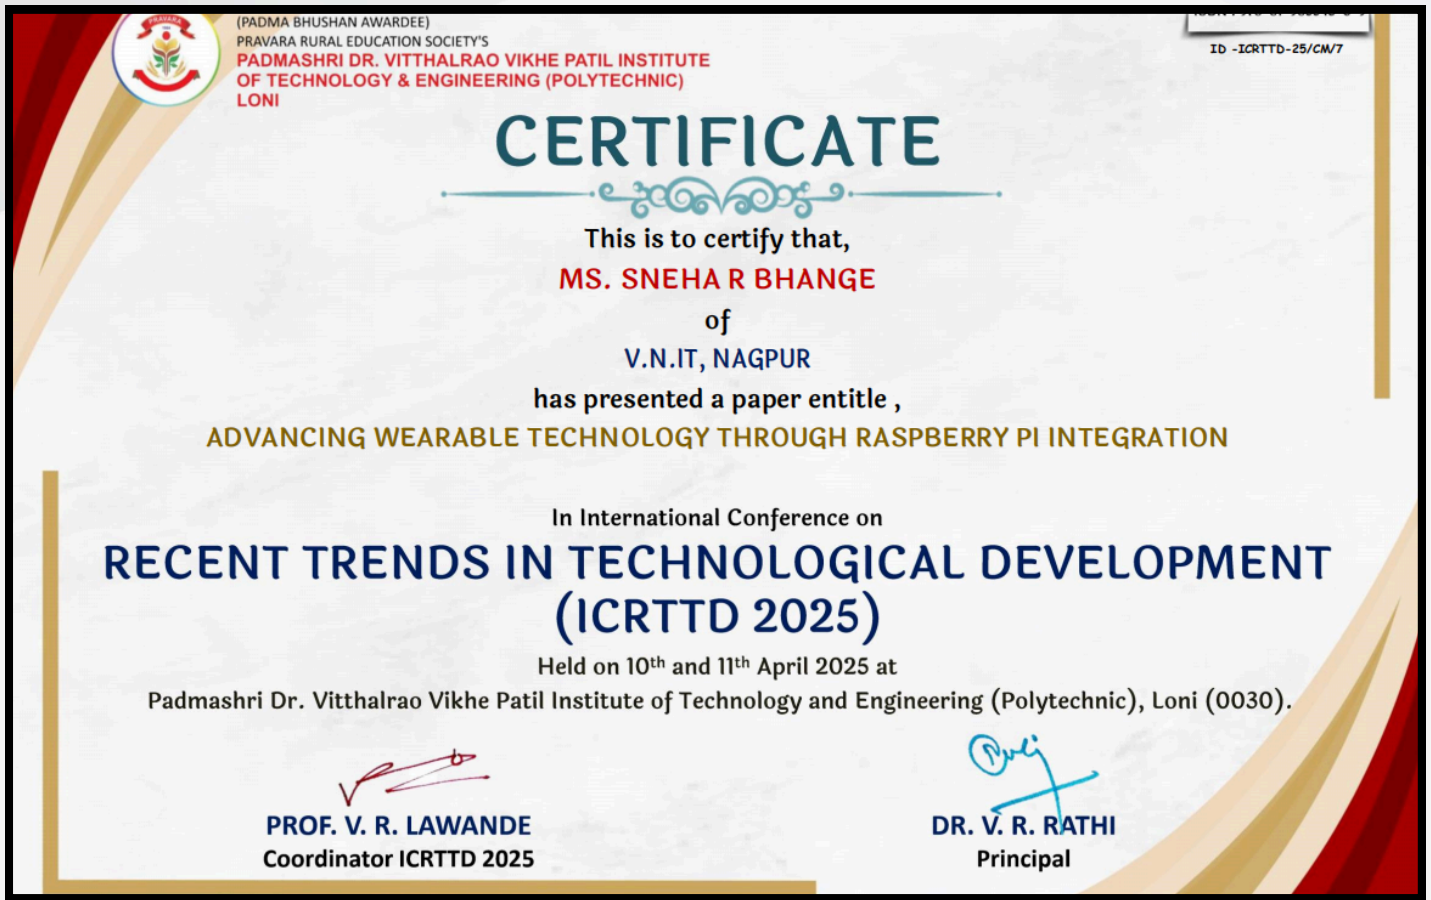 PRAVARA
(PADMA BHUSHAN AWARDEE)
PRAVARA RURAL EDUCATION SOCIETY'S
PADMASHRI DR. VITTHALRAO VIKHE PATIL INSTITUTE
OF TECHNOLOGY & ENGINEERING (POLYTECHNIC)
LONI
ID -ICRTTD-25/CM/7
CERTIFICATE
This is to certify that,
MS. SNEHA R BHANGE
of
V.N.IT, NAGPUR
has presented a paper entitle ,
ADVANCING WEARABLE TECHNOLOGY THROUGH RASPBERRY PI INTEGRATION
In International Conference on
RECENT TRENDS IN TECHNOLOGICAL DEVELOPMENT
(ICRTTD 2025)
Held on 10th and 11th April 2025 at
Padmashri Dr. Vitthalrao Vikhe Patil Institute of Technology and Engineering (Polytechnic), Loni (0030).
PROF. V. R. LAWANDE
Coordinator ICRTTD 2025
DR. V. R. RATHI
Principal